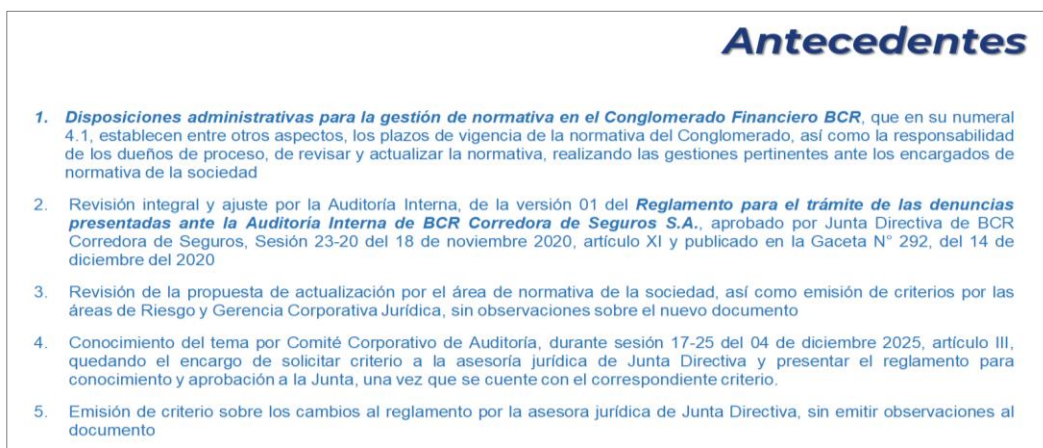 Antecedentes
1. Disposiciones administrativas para la gestión de normativa en el Conglomerado Financiero BCR, que en su numeral
4.1, establecen entre otros aspectos, los plazos de vigencia de la normativa del Conglomerado, así como la responsabilidad
de los dueños de proceso, de revisar y actualizar la normativa, realizando las gestiones pertinentes ante los encargados de
normativa de la sociedad
2. Revisión integral y ajuste por la Auditoría Interna, de la versión 01 del Reglamento para el trámite de las denuncias
presentadas ante la Auditoría Interna de BCR Corredora de Seguros S.A., aprobado por Junta Directiva de BCR
Corredora de Seguros, Sesión 23-20 del 18 de noviembre 2020, artículo XI y publicado en la Gaceta N° 292, del 14 de
diciembre del 2020
3. Revisión de la propuesta de actualización por el área de normativa de la sociedad, así como emisión de criterios por las
áreas de Riesgo y Gerencia Corporativa Jurídica, sin observaciones sobre el nuevo documento
4. Conocimiento del tema por Comité Corporativo de Auditoría, durante sesión 17-25 del 04 de diciembre 2025, artículo III,
quedando el encargo de solicitar criterio a la asesoría jurídica de Junta Directiva y presentar el reglamento para
conocimiento y aprobación a la Junta, una vez que se cuente con el correspondiente criterio.
5. Emisión de criterio sobre los cambios al reglamento por la asesora jurídica de Junta Directiva, sin emitir observaciones al
documento